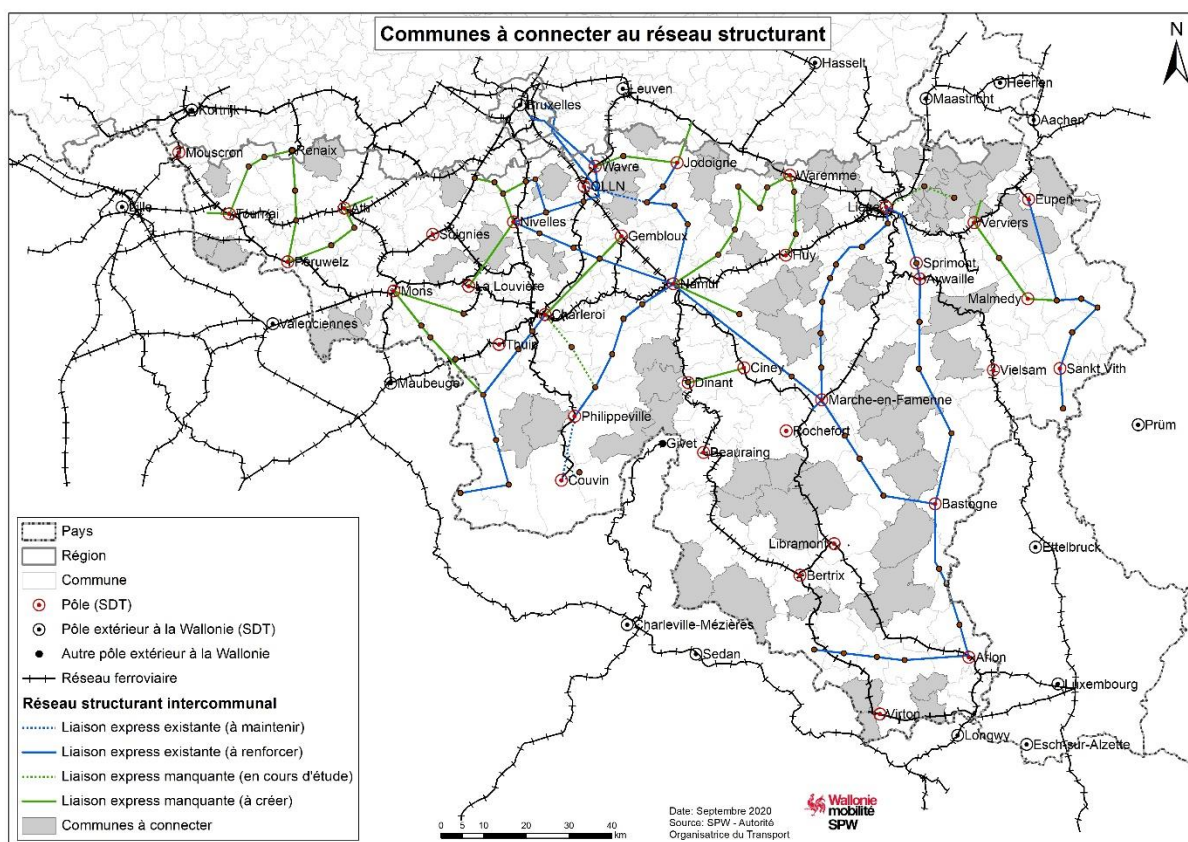 Communes à connecter au réseau structurant
N
Hasselt
Heerlen
Leuven
Maastricht
Bruxelles
Kortrijk
Aachen
Mouscron
Renaix
Wavre
Jodoigne
Waremme
OLLN
Lille
Tournai
Ath
Liège
Eupen
Nivelles
Verviers
Soignies
Gembloux
Péruwelz
Huy
Sprimont
Mons
La Louvière
Namur
Aywaille
Malmedy
Charleroi
Valenciennes
Thuin
Maubeuge
Dinant
Ciney
Vielsam
Sankt Vith
Marche-en-Famenne
Philippeville
Prüm
Rochefort
Givet
Beauraing
Couvin
Bastogne
Libramont
Ettelbruck
Bertrix
Charleville-Mézières
Sedan
Arlon
Luxembourg
Virton
Longwy
Esch-sur-Alzette
Pays
Région
Commune
Pôle (SDT)
Pôle extérieur à la Wallonie (SDT)
Autre pôle extérieur à la Wallonie
Réseau ferroviaire
Réseau structurant intercommunal
Liaison express existante (à maintenir)
Liaison express existante (à renforcer)
Liaison express manquante (en cours d'étude)
Liaison express manquante (à créer)
Communes à connecter
0 5 10 20 30 40
km
Date: Septembre 2020
Source: SPW - Autorité
Organisatrice du Transport
Wallonie
mobilité
SPW